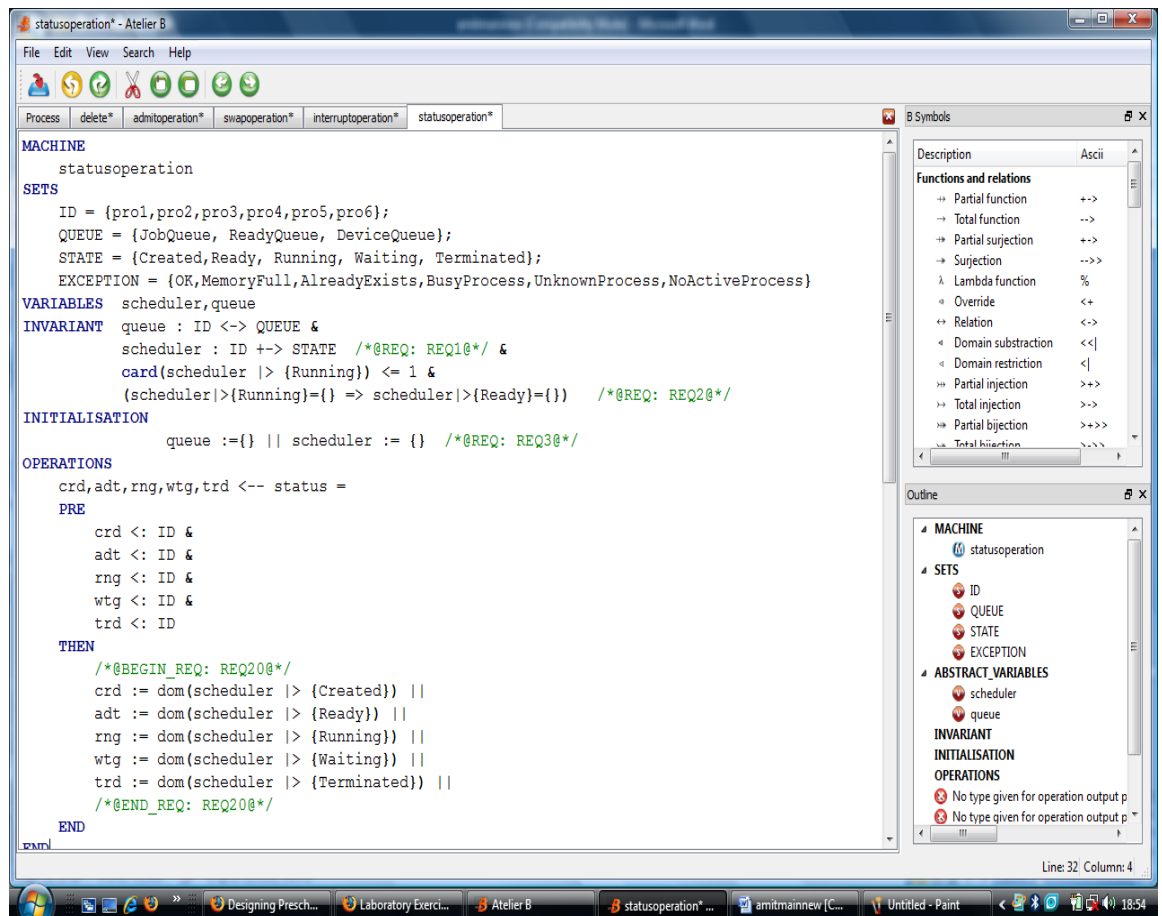 statusoperation* - Atelier B
File Edit View Search Help
Process delete* admitoperation* swapoperation* interruptoperation* statusoperation*
MACHINE
statusoperation
SETS
ID = {pro1,pro2,pro3,pro4,pro5,pro6};
QUEUE = {JobQueue, ReadyQueue, DeviceQueue};
STATE = {Created,Ready, Running, Waiting, Terminated};
EXCEPTION = {OK,MemoryFull,AlreadyExists,BusyProcess,UnknownProcess,NoActiveProcess}
VARIABLES scheduler,queue
INVARIANT queue : ID <-> QUEUE &
scheduler : ID +-> STATE /*@REQ: REQ1@*/ &
card(scheduler |> {Running}) <= 1 &
(scheduler|>{Running}={} => scheduler|>{Ready}={}) /*@REQ: REQ2@*/
INITIALISATION
queue :={} || scheduler := {} /*@REQ: REQ3@*/
OPERATIONS
crd,adt,rng,wtg,trd <-- status =
PRE
crd <: ID &
adt <: ID &
rng <: ID &
wtg <: ID &
trd <: ID
THEN
/*@BEGIN_REQ: REQ20@*/
crd := dom(scheduler |> {Created}) ||
adt := dom(scheduler |> {Ready}) ||
rng := dom(scheduler |> {Running}) ||
wtg := dom(scheduler |> {Waiting}) ||
trd := dom(scheduler |> {Terminated}) ||
/*@END_REQ: REQ20@*/
END
END
B Symbols
Description Ascii
Functions and relations
⇸ Partial function +->
→ Total function -->
⤀ Partial surjection +->
↠ Surjection -->>
λ Lambda function %
Override <+
↔ Relation <->
Domain substraction <<|
Domain restriction <|
Partial injection >+>
Total injection >->
Partial bijection >+>>
Total bijection >->>
Outline
MACHINE
statusoperation
SETS
ID
QUEUE
STATE
EXCEPTION
ABSTRACT_VARIABLES
scheduler
queue
INVARIANT
INITIALISATION
OPERATIONS
No type given for operation output p
No type given for operation output p
Line: 32 Column: 4
Designing Presch... Laboratory Exerci... Atelier B statusoperation* ... amitmainnew [C... Untitled - Paint 18:54